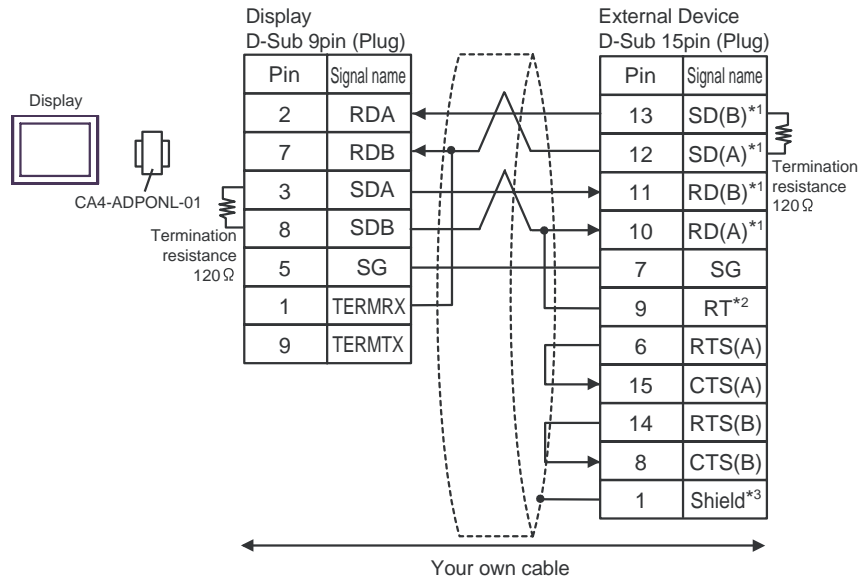 Display
D-Sub 9pin (Plug)
External Device
D-Sub 15pin (Plug)
Pin Signal name
2 RDA
7 RDB
3 SDA
8 SDB
5 SG
1 TERMRX
9 TERMTX
Pin Signal name
13 SD(B)*1
12 SD(A)*1
11 RD(B)*1
10 RD(A)*1
7 SG
9 RT*2
6 RTS(A)
15 CTS(A)
14 RTS(B)
8 CTS(B)
1 Shield*3
Display
CA4-ADPONL-01
Termination
resistance
120Ω
Termination
resistance
120Ω
Your own cable